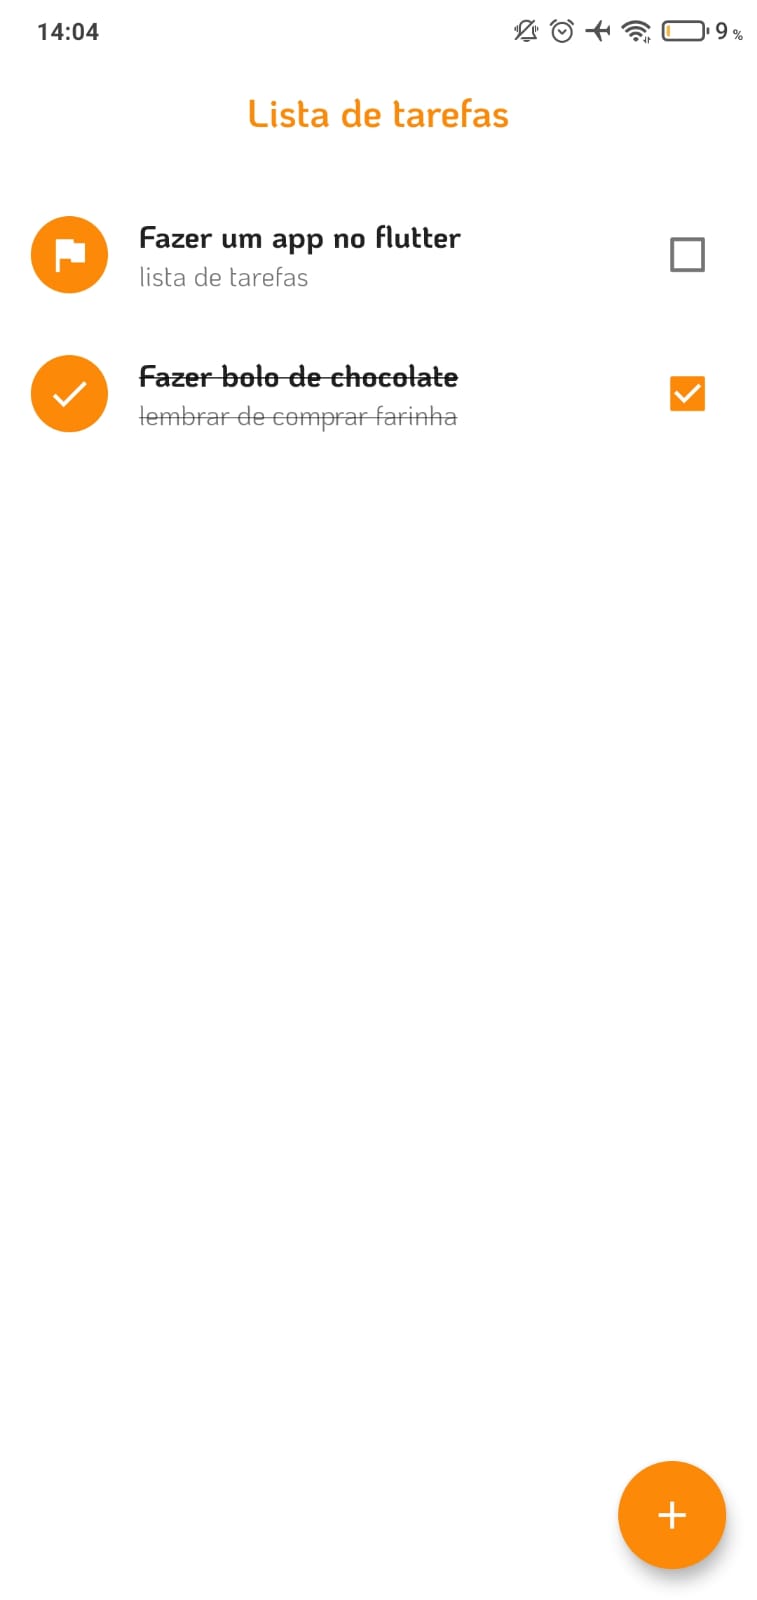 14:04 9 %
Lista de tarefas
Fazer um app no flutter
lista de tarefas
Fazer bolo de chocolate
lembrar de comprar farinha